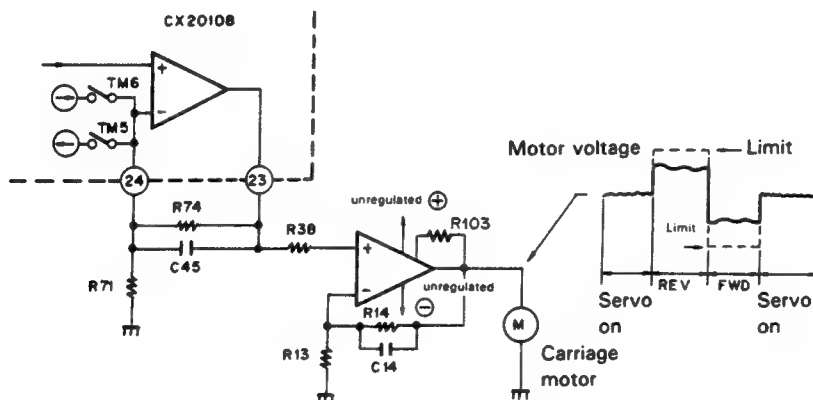 CX20108
+
TM6
−
TM5
24
23
R74
C45
R71
R38
unregulated ⊕
R103
+
unregulated
−
⊖
R14
C14
R13
M
Carriage
motor
Motor voltage
Limit
Limit
REV
FWD
Servo
on
Servo
on